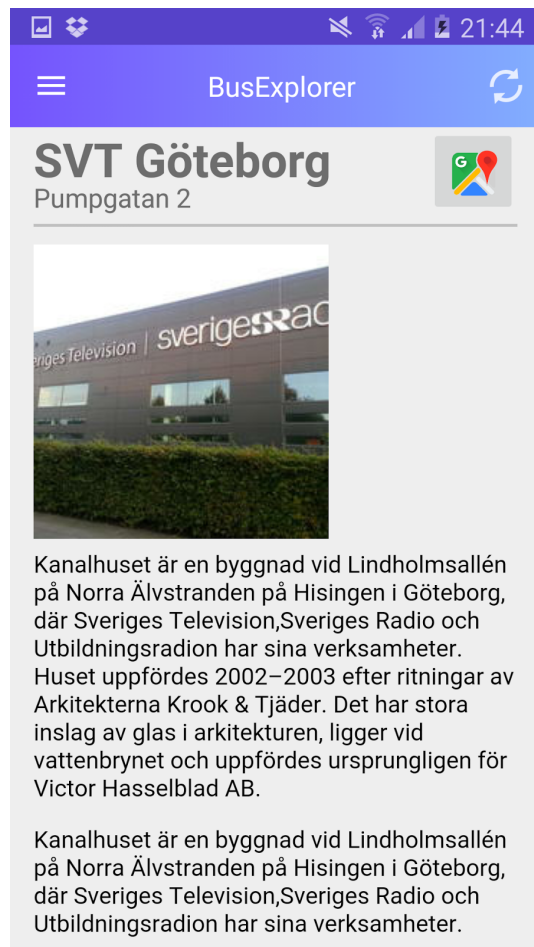 21:44
BusExplorer
SVT Göteborg
Pumpgatan 2
G
eriges Television | sverigesRad
Kanalhuset är en byggnad vid Lindholmsallén
på Norra Älvstranden på Hisingen i Göteborg,
där Sveriges Television,Sveriges Radio och
Utbildningsradion har sina verksamheter.
Huset uppfördes 2002–2003 efter ritningar av
Arkitekterna Krook & Tjäder. Det har stora
inslag av glas i arkitekturen, ligger vid
vattenbrynet och uppfördes ursprungligen för
Victor Hasselblad AB.
Kanalhuset är en byggnad vid Lindholmsallén
på Norra Älvstranden på Hisingen i Göteborg,
där Sveriges Television,Sveriges Radio och
Utbildningsradion har sina verksamheter.